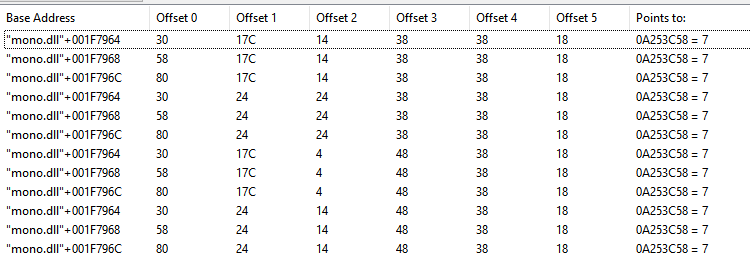 Base Address Offset 0 Offset 1 Offset 2 Offset 3 Offset 4 Offset 5 Points to:
"mono.dll"+001F7964 30 17C 14 38 38 18 0A253C58 = 7
"mono.dll"+001F7968 58 17C 14 38 38 18 0A253C58 = 7
"mono.dll"+001F796C 80 17C 14 38 38 18 0A253C58 = 7
"mono.dll"+001F7964 30 24 24 38 38 18 0A253C58 = 7
"mono.dll"+001F7968 58 24 24 38 38 18 0A253C58 = 7
"mono.dll"+001F796C 80 24 24 38 38 18 0A253C58 = 7
"mono.dll"+001F7964 30 17C 4 48 38 18 0A253C58 = 7
"mono.dll"+001F7968 58 17C 4 48 38 18 0A253C58 = 7
"mono.dll"+001F796C 80 17C 4 48 38 18 0A253C58 = 7
"mono.dll"+001F7964 30 24 14 48 38 18 0A253C58 = 7
"mono.dll"+001F7968 58 24 14 48 38 18 0A253C58 = 7
"mono.dll"+001F796C 80 24 14 48 38 18 0A253C58 = 7